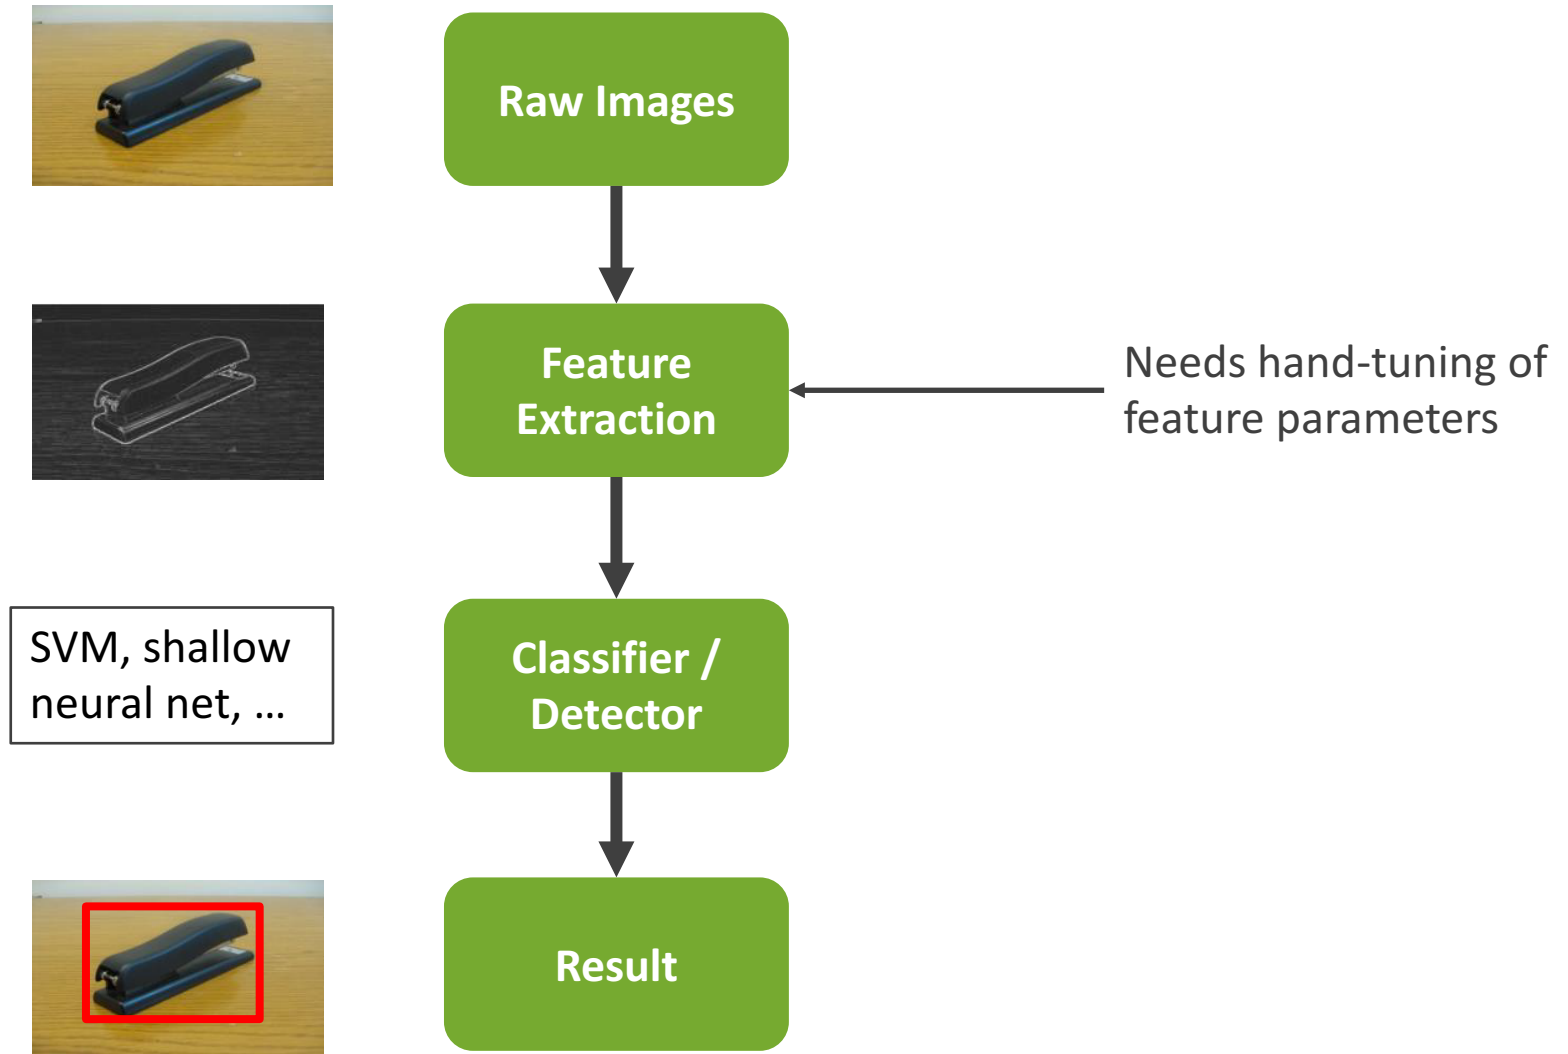 Raw Images
Feature
Extraction
Needs hand-tuning of
feature parameters
SVM, shallow
neural net, ...
Classifier /
Detector
Result